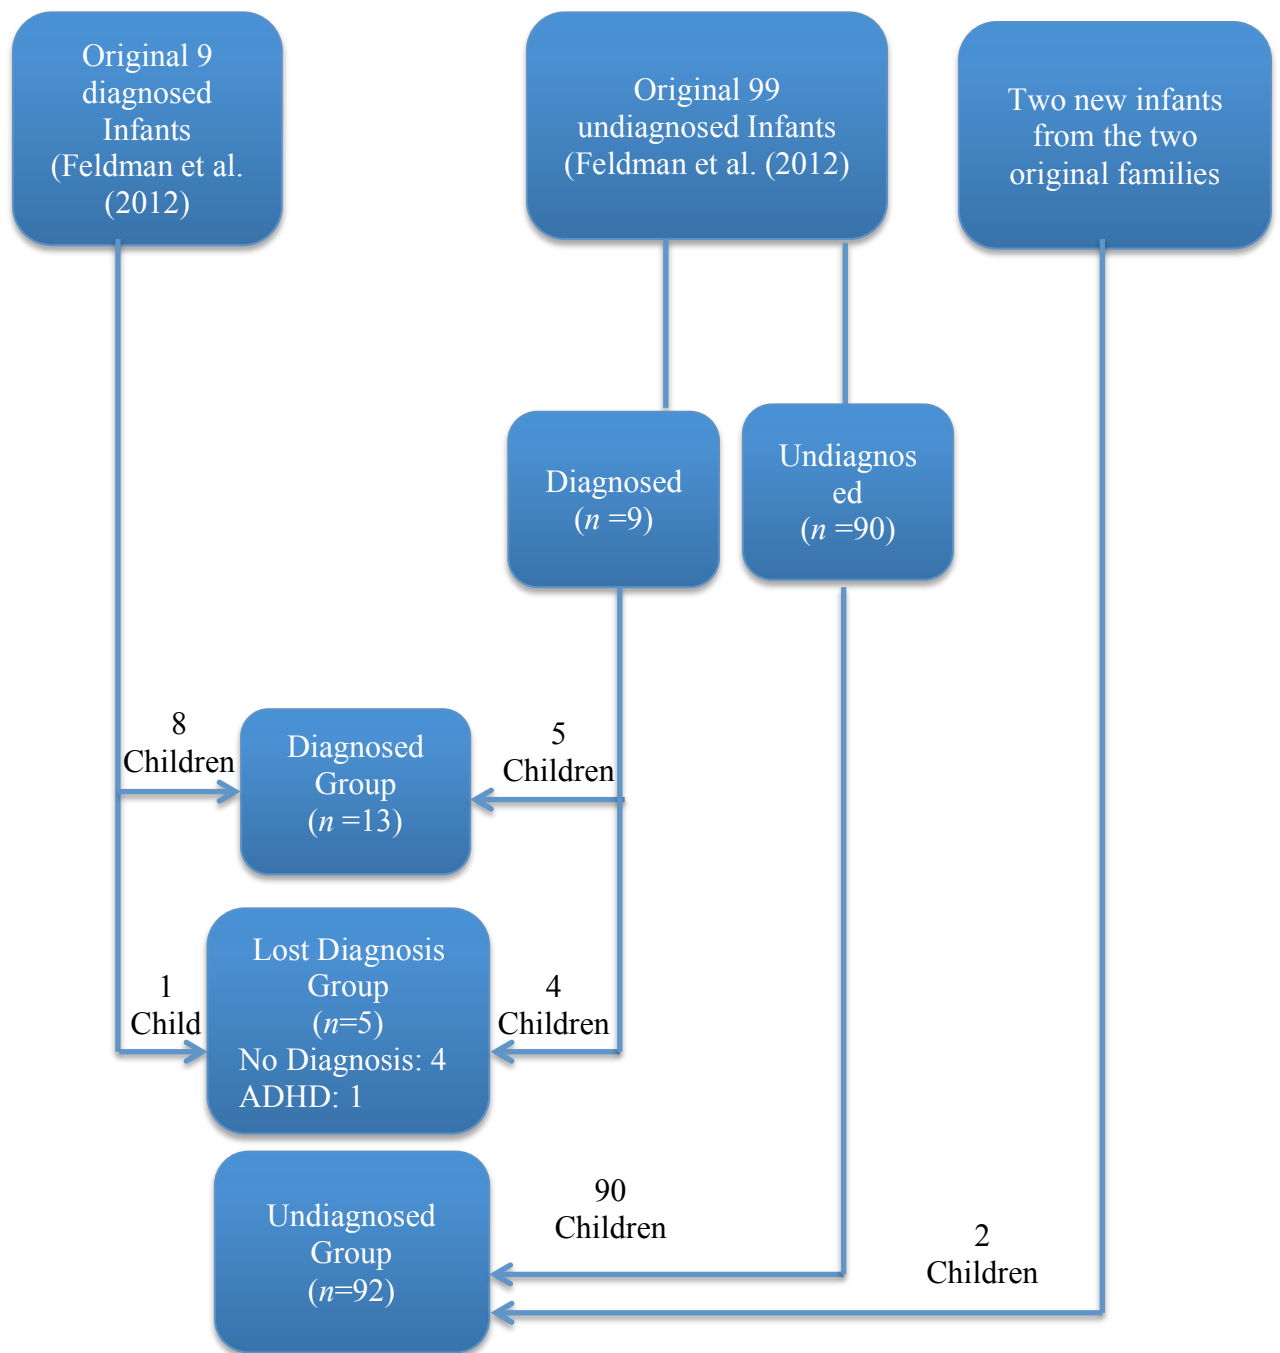 Original 9
diagnosed
Infants
(Feldman et al.
(2012)
Original 99
undiagnosed Infants
(Feldman et al. (2012)
Two new infants
from the two
original families
Diagnosed
(n =9)
Undiagnos
ed
(n =90)
8
Children
Diagnosed
Group
(n =13)
5
Children
1
Child
Lost Diagnosis
Group
(n=5)
No Diagnosis: 4
ADHD: 1
4
Children
Undiagnosed
Group
(n=92)
90
Children
2
Children